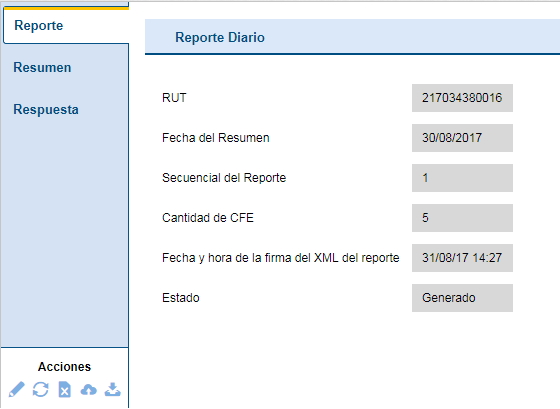 Reporte
Resumen
Respuesta
Reporte Diario
RUT 217034380016
Fecha del Resumen 30/08/2017
Secuencial del Reporte 1
Cantidad de CFE 5
Fecha y hora de la firma del XML del reporte 31/08/17 14:27
Estado Generado
Acciones